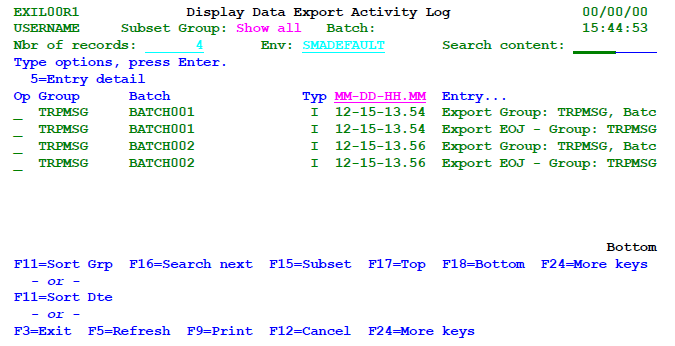 EXIL00R1 Display Data Export Activity Log 00/00/00
USERNAME Subset Group: Show all Batch: 15:44:53
Nbr of records: 4 Env: SMADEFAULT Search content:
Type options, press Enter.
5=Entry detail
Op Group Batch Typ MM-DD-HH.MM Entry...
_ TRPMSG BATCH001 I 12-15-13.54 Export Group: TRPMSG, Batc
_ TRPMSG BATCH001 I 12-15-13.54 Export EOJ - Group: TRPMSG
_ TRPMSG BATCH002 I 12-15-13.56 Export Group: TRPMSG, Batc
_ TRPMSG BATCH002 I 12-15-13.56 Export EOJ - Group: TRPMSG
Bottom
F11=Sort Grp F16=Search next F15=Subset F17=Top F18=Bottom F24=More keys
- or -
F11=Sort Dte
- or -
F3=Exit F5=Refresh F9=Print F12=Cancel F24=More keys